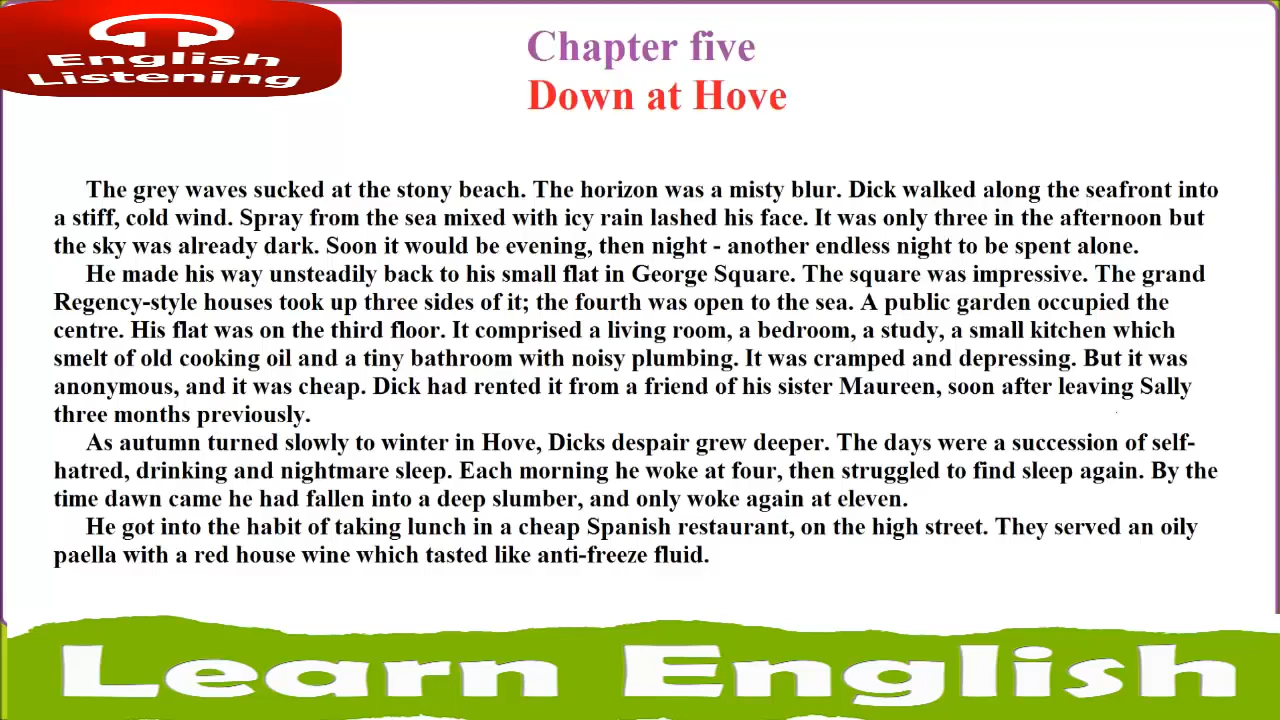 English
Listening
Chapter five
Down at Hove
The grey waves sucked at the stony beach. The horizon was a misty blur. Dick walked along the seafront into
a stiff, cold wind. Spray from the sea mixed with icy rain lashed his face. It was only three in the afternoon but
the sky was already dark. Soon it would be evening, then night - another endless night to be spent alone.
He made his way unsteadily back to his small flat in George Square. The square was impressive. The grand
Regency-style houses took up three sides of it; the fourth was open to the sea. A public garden occupied the
centre. His flat was on the third floor. It comprised a living room, a bedroom, a study, a small kitchen which
smelt of old cooking oil and a tiny bathroom with noisy plumbing. It was cramped and depressing. But it was
anonymous, and it was cheap. Dick had rented it from a friend of his sister Maureen, soon after leaving Sally
three months previously.
As autumn turned slowly to winter in Hove, Dicks despair grew deeper. The days were a succession of self-
hatred, drinking and nightmare sleep. Each morning he woke at four, then struggled to find sleep again. By the
time dawn came he had fallen into a deep slumber, and only woke again at eleven.
He got into the habit of taking lunch in a cheap Spanish restaurant, on the high street. They served an oily
paella with a red house wine which tasted like anti-freeze fluid.
Learn English